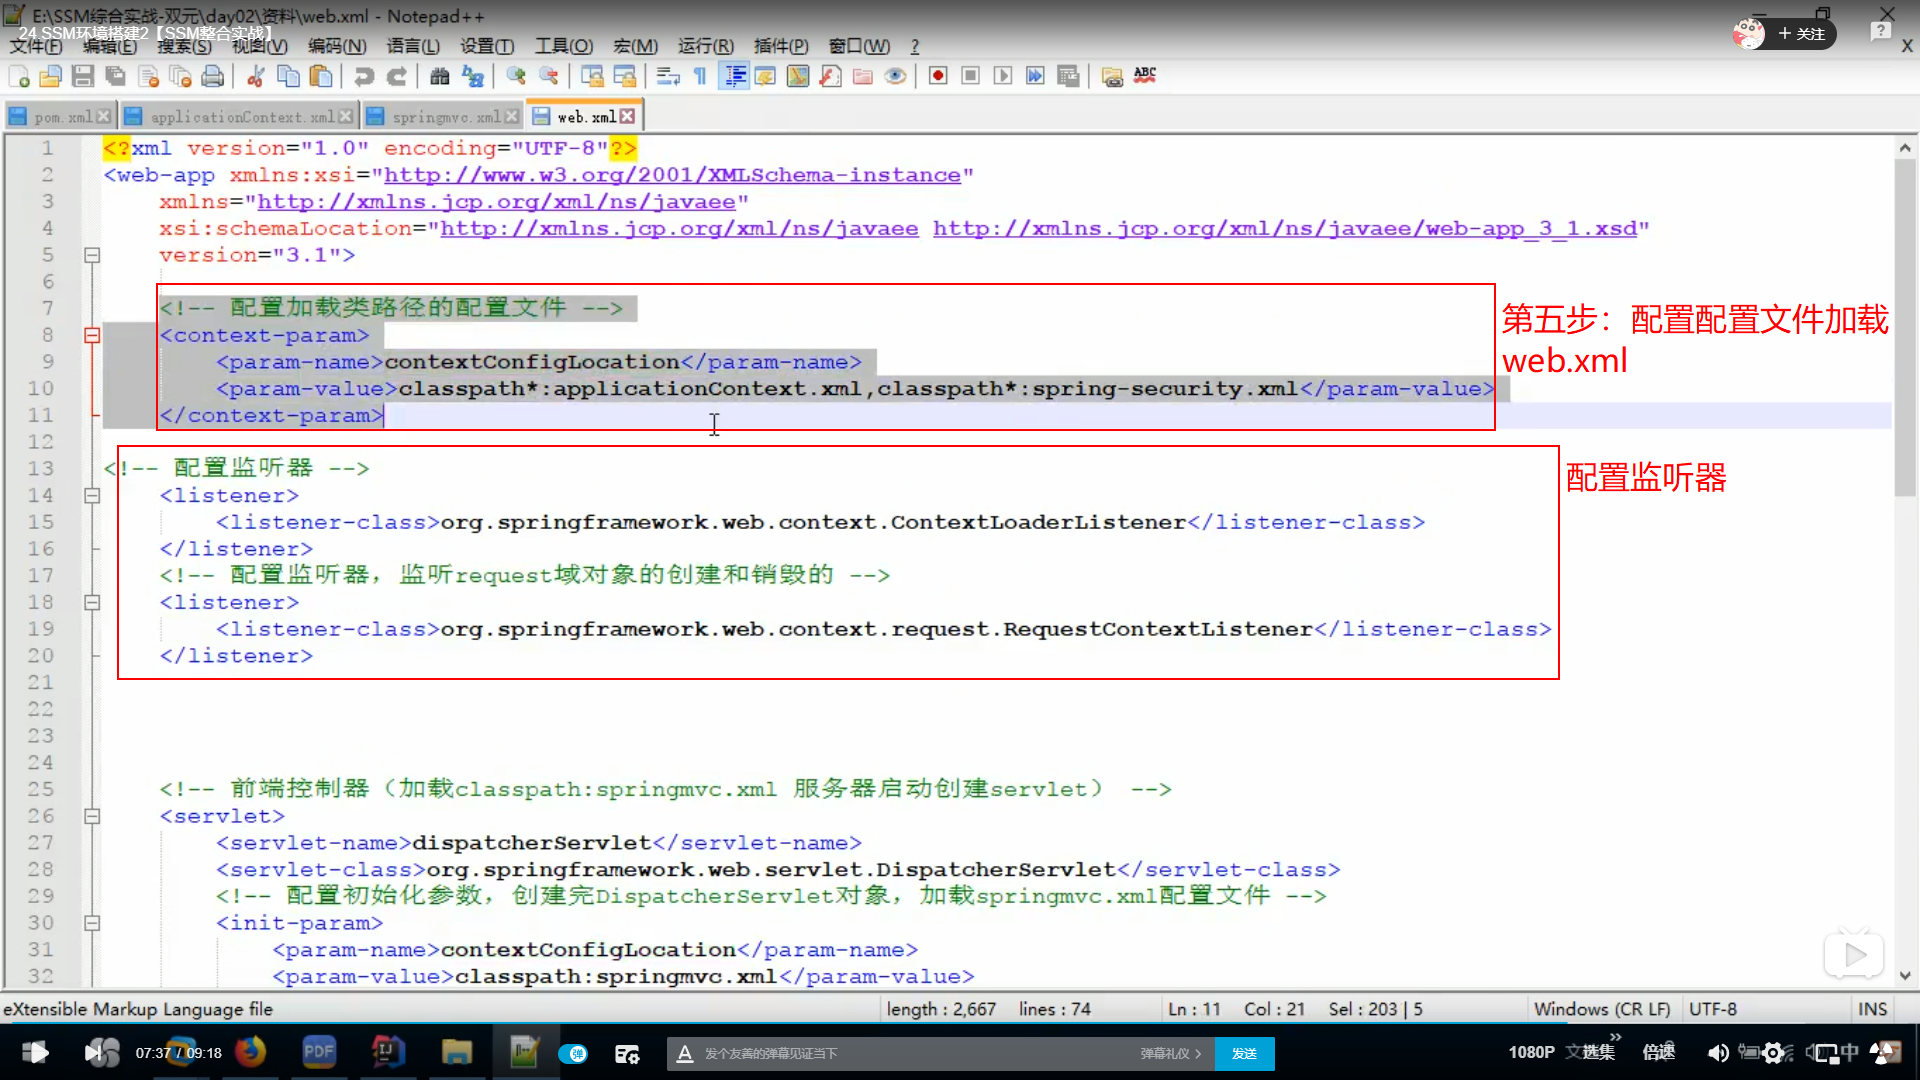 E:\SSM综合实战-双元\day02\资料\web.xml - Notepad++
24.SSM环境搭建2【SSM整合实战】
+ 关注
文件(F) 编辑(E) 搜索(S) 视图(V) 编码(N) 语言(L) 设置(T) 工具(O) 宏(M) 运行(R) 插件(P) 窗口(W) ?
pom.xml applicationContext.xml springmvc.xml web.xml
1 <?xml version="1.0" encoding="UTF-8"?>
2 <web-app xmlns:xsi="http://www.w3.org/2001/XMLSchema-instance"
3 xmlns="http://xmlns.jcp.org/xml/ns/javaee"
4 xsi:schemaLocation="http://xmlns.jcp.org/xml/ns/javaee http://xmlns.jcp.org/xml/ns/javaee/web-app_3_1.xsd"
5 version="3.1">
6
7 <!-- 配置加载类路径的配置文件 -->
8 <context-param>
9 <param-name>contextConfigLocation</param-name>
10 <param-value>classpath*:applicationContext.xml,classpath*:spring-security.xml</param-value>
11 </context-param>
第五步：配置配置文件加载
web.xml
12
13 <!-- 配置监听器 -->
14 <listener>
15 <listener-class>org.springframework.web.context.ContextLoaderListener</listener-class>
16 </listener>
17 <!-- 配置监听器，监听request域对象的创建和销毁的 -->
18 <listener>
19 <listener-class>org.springframework.web.context.request.RequestContextListener</listener-class>
20 </listener>
配置监听器
21
22
23
24
25 <!-- 前端控制器（加载classpath:springmvc.xml 服务器启动创建servlet） -->
26 <servlet>
27 <servlet-name>dispatcherServlet</servlet-name>
28 <servlet-class>org.springframework.web.servlet.DispatcherServlet</servlet-class>
29 <!-- 配置初始化参数，创建完DispatcherServlet对象，加载springmvc.xml配置文件 -->
30 <init-param>
31 <param-name>contextConfigLocation</param-name>
32 <param-value>classpath:springmvc.xml</param-value>
eXtensible Markup Language file length : 2,667 lines : 74 Ln : 11 Col : 21 Sel : 203 | 5 Windows (CR LF) UTF-8 INS
07:37 / 09:18 PDF 弹 发个友善的弹幕见证当下 弹幕礼仪 > 发送 1080P 选集 倍速 中